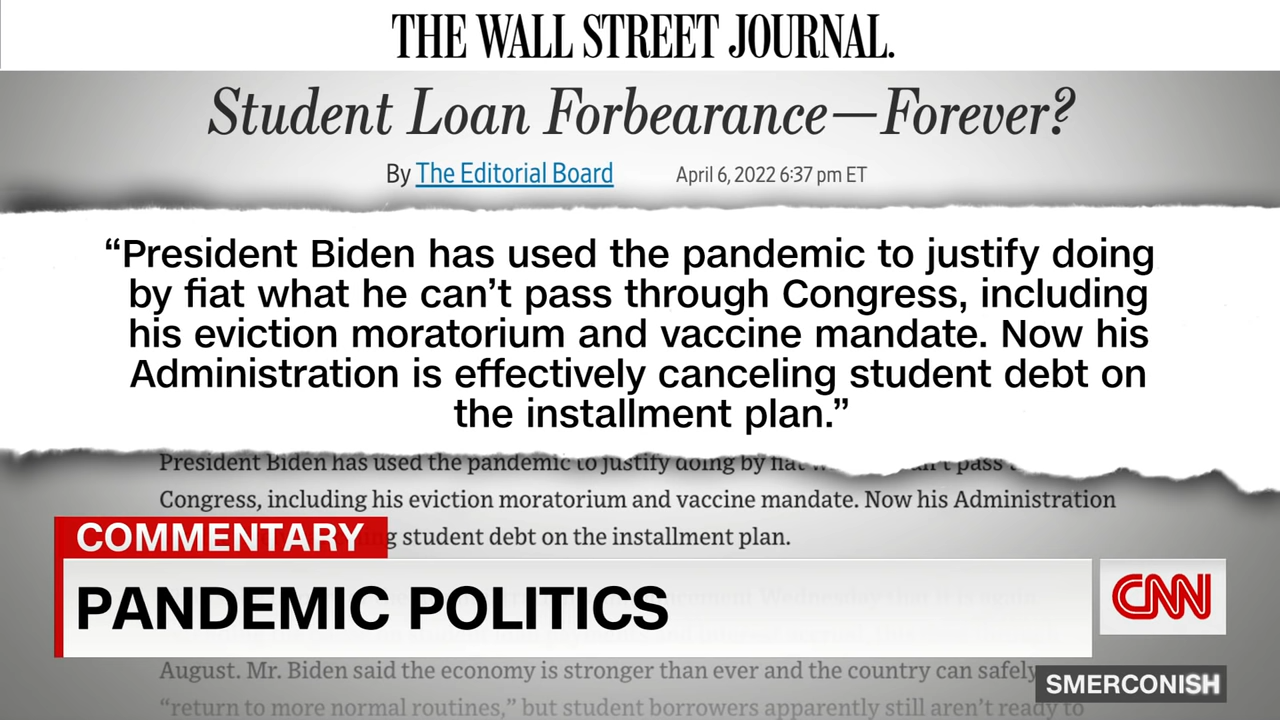 THE WALL STREET JOURNAL.
Student Loan Forbearance—Forever?
By The Editorial Board April 6, 2022 6:37 pm ET
“President Biden has used the pandemic to justify doing
by fiat what he can’t pass through Congress, including
his eviction moratorium and vaccine mandate. Now his
Administration is effectively canceling student debt on
the installment plan.”
President Biden has used the pandemic to justify doing by fiat
Congress, including his eviction moratorium and vaccine mandate. Now his Administration
student debt on the installment plan.
COMMENTARY
PANDEMIC POLITICS
CNN
August. Mr. Biden said the economy is stronger than ever and the country can safely
SMERCONISH
“return to more normal routines,” but student borrowers apparently still aren’t ready to